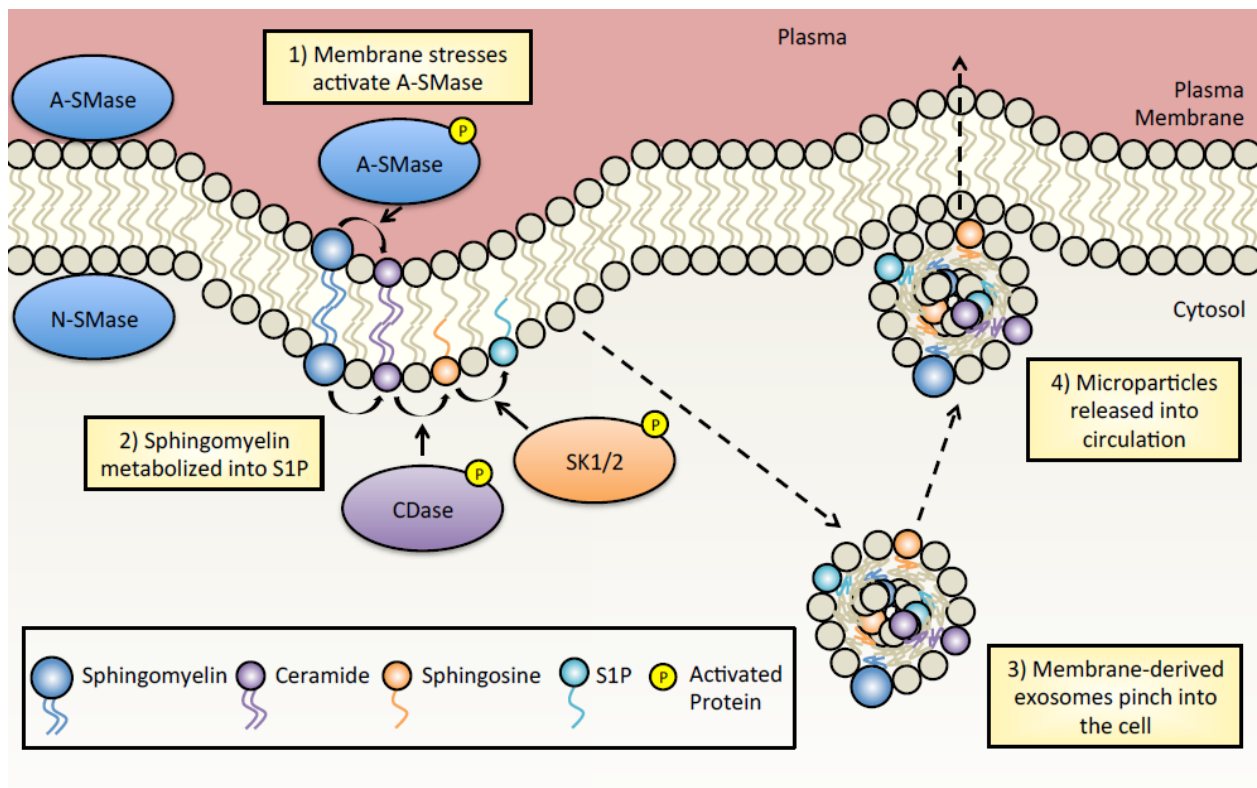 1) Membrane stresses
activate A-SMase
Plasma
Plasma
Membrane
A-SMase
A-SMase
P
N-SMase
Cytosol
2) Sphingomyelin
metabolized into S1P
CDase
P
SK1/2
P
4) Microparticles
released into
circulation
3) Membrane-derived
exosomes pinch into
the cell
Sphingomyelin
Ceramide
Sphingosine
S1P
P
Activated
Protein